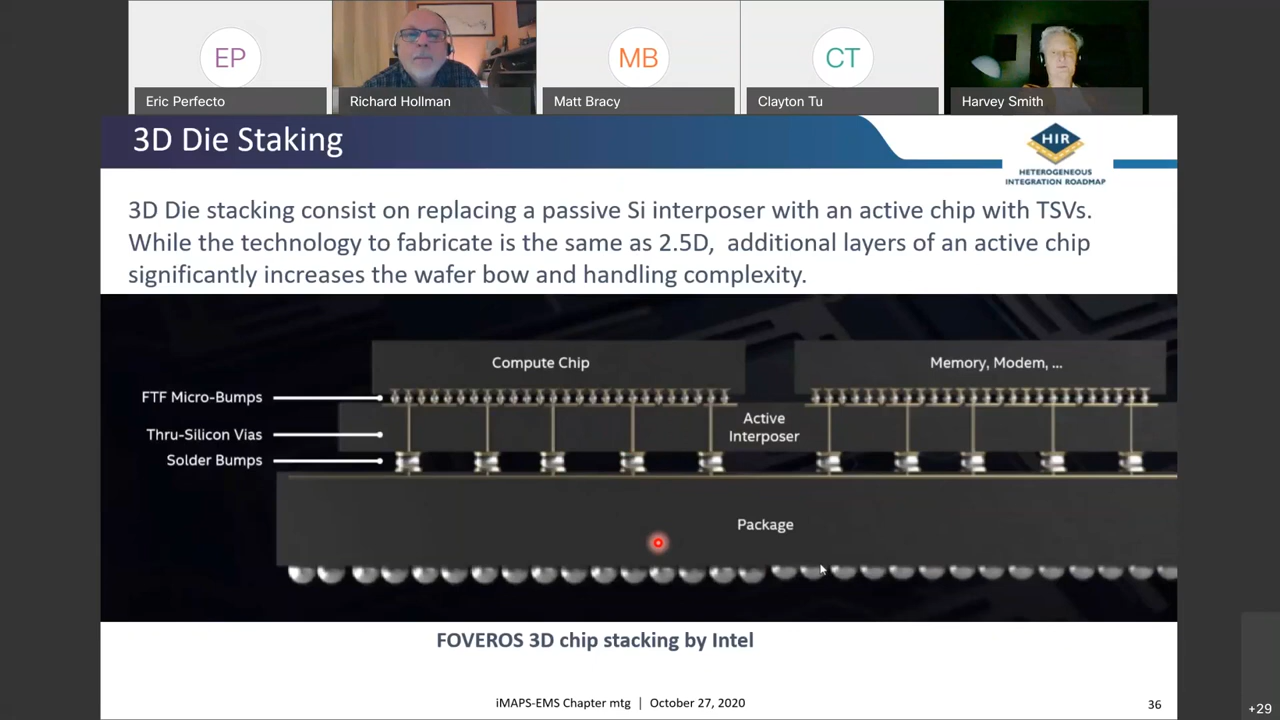 EP
MB
CT
Eric Perfecto
Richard Hollman
Matt Bracy
Clayton Tu
Harvey Smith
3D Die Staking
HIR
HETEROGENEOUS
INTEGRATION ROADMAP
3D Die stacking consist on replacing a passive Si interposer with an active chip with TSVs.
While the technology to fabricate is the same as 2.5D, additional layers of an active chip
significantly increases the wafer bow and handling complexity.
Compute Chip
Memory, Modem, ...
FTF Micro-Bumps
Active
Interposer
Thru-Silicon Vias
Solder Bumps
Package
FOVEROS 3D chip stacking by Intel
iMAPS-EMS Chapter mtg | October 27, 2020
36
+29